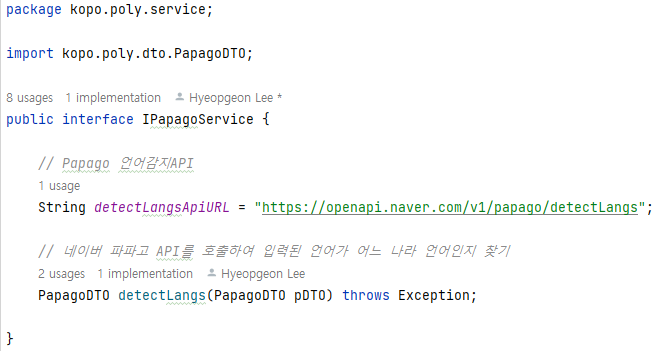 package kopo.poly.service;
import kopo.poly.dto.PapagoDTO;
8 usages 1 implementation Hyeopgeon Lee *
public interface IPapagoService {
// Papago 언어감지API
1 usage
String detectLangsApiURL = "https://openapi.naver.com/v1/papago/detectLangs";
// 네이버 파파고 API를 호출하여 입력된 언어가 어느 나라 언어인지 찾기
2 usages 1 implementation Hyeopgeon Lee
PapagoDTO detectLangs(PapagoDTO pDTO) throws Exception;
}